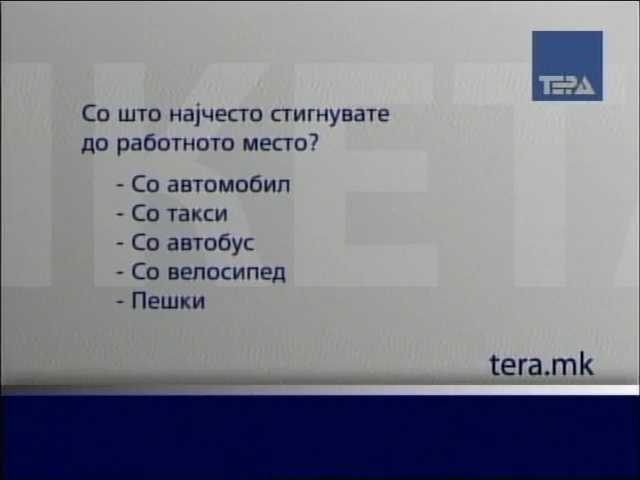 ТЕРА
Со што најчесто стигнувате
до работното место?
- Со автомобил
- Со такси
- Со автобус
- Со велосипед
- Пешки
tera.mk